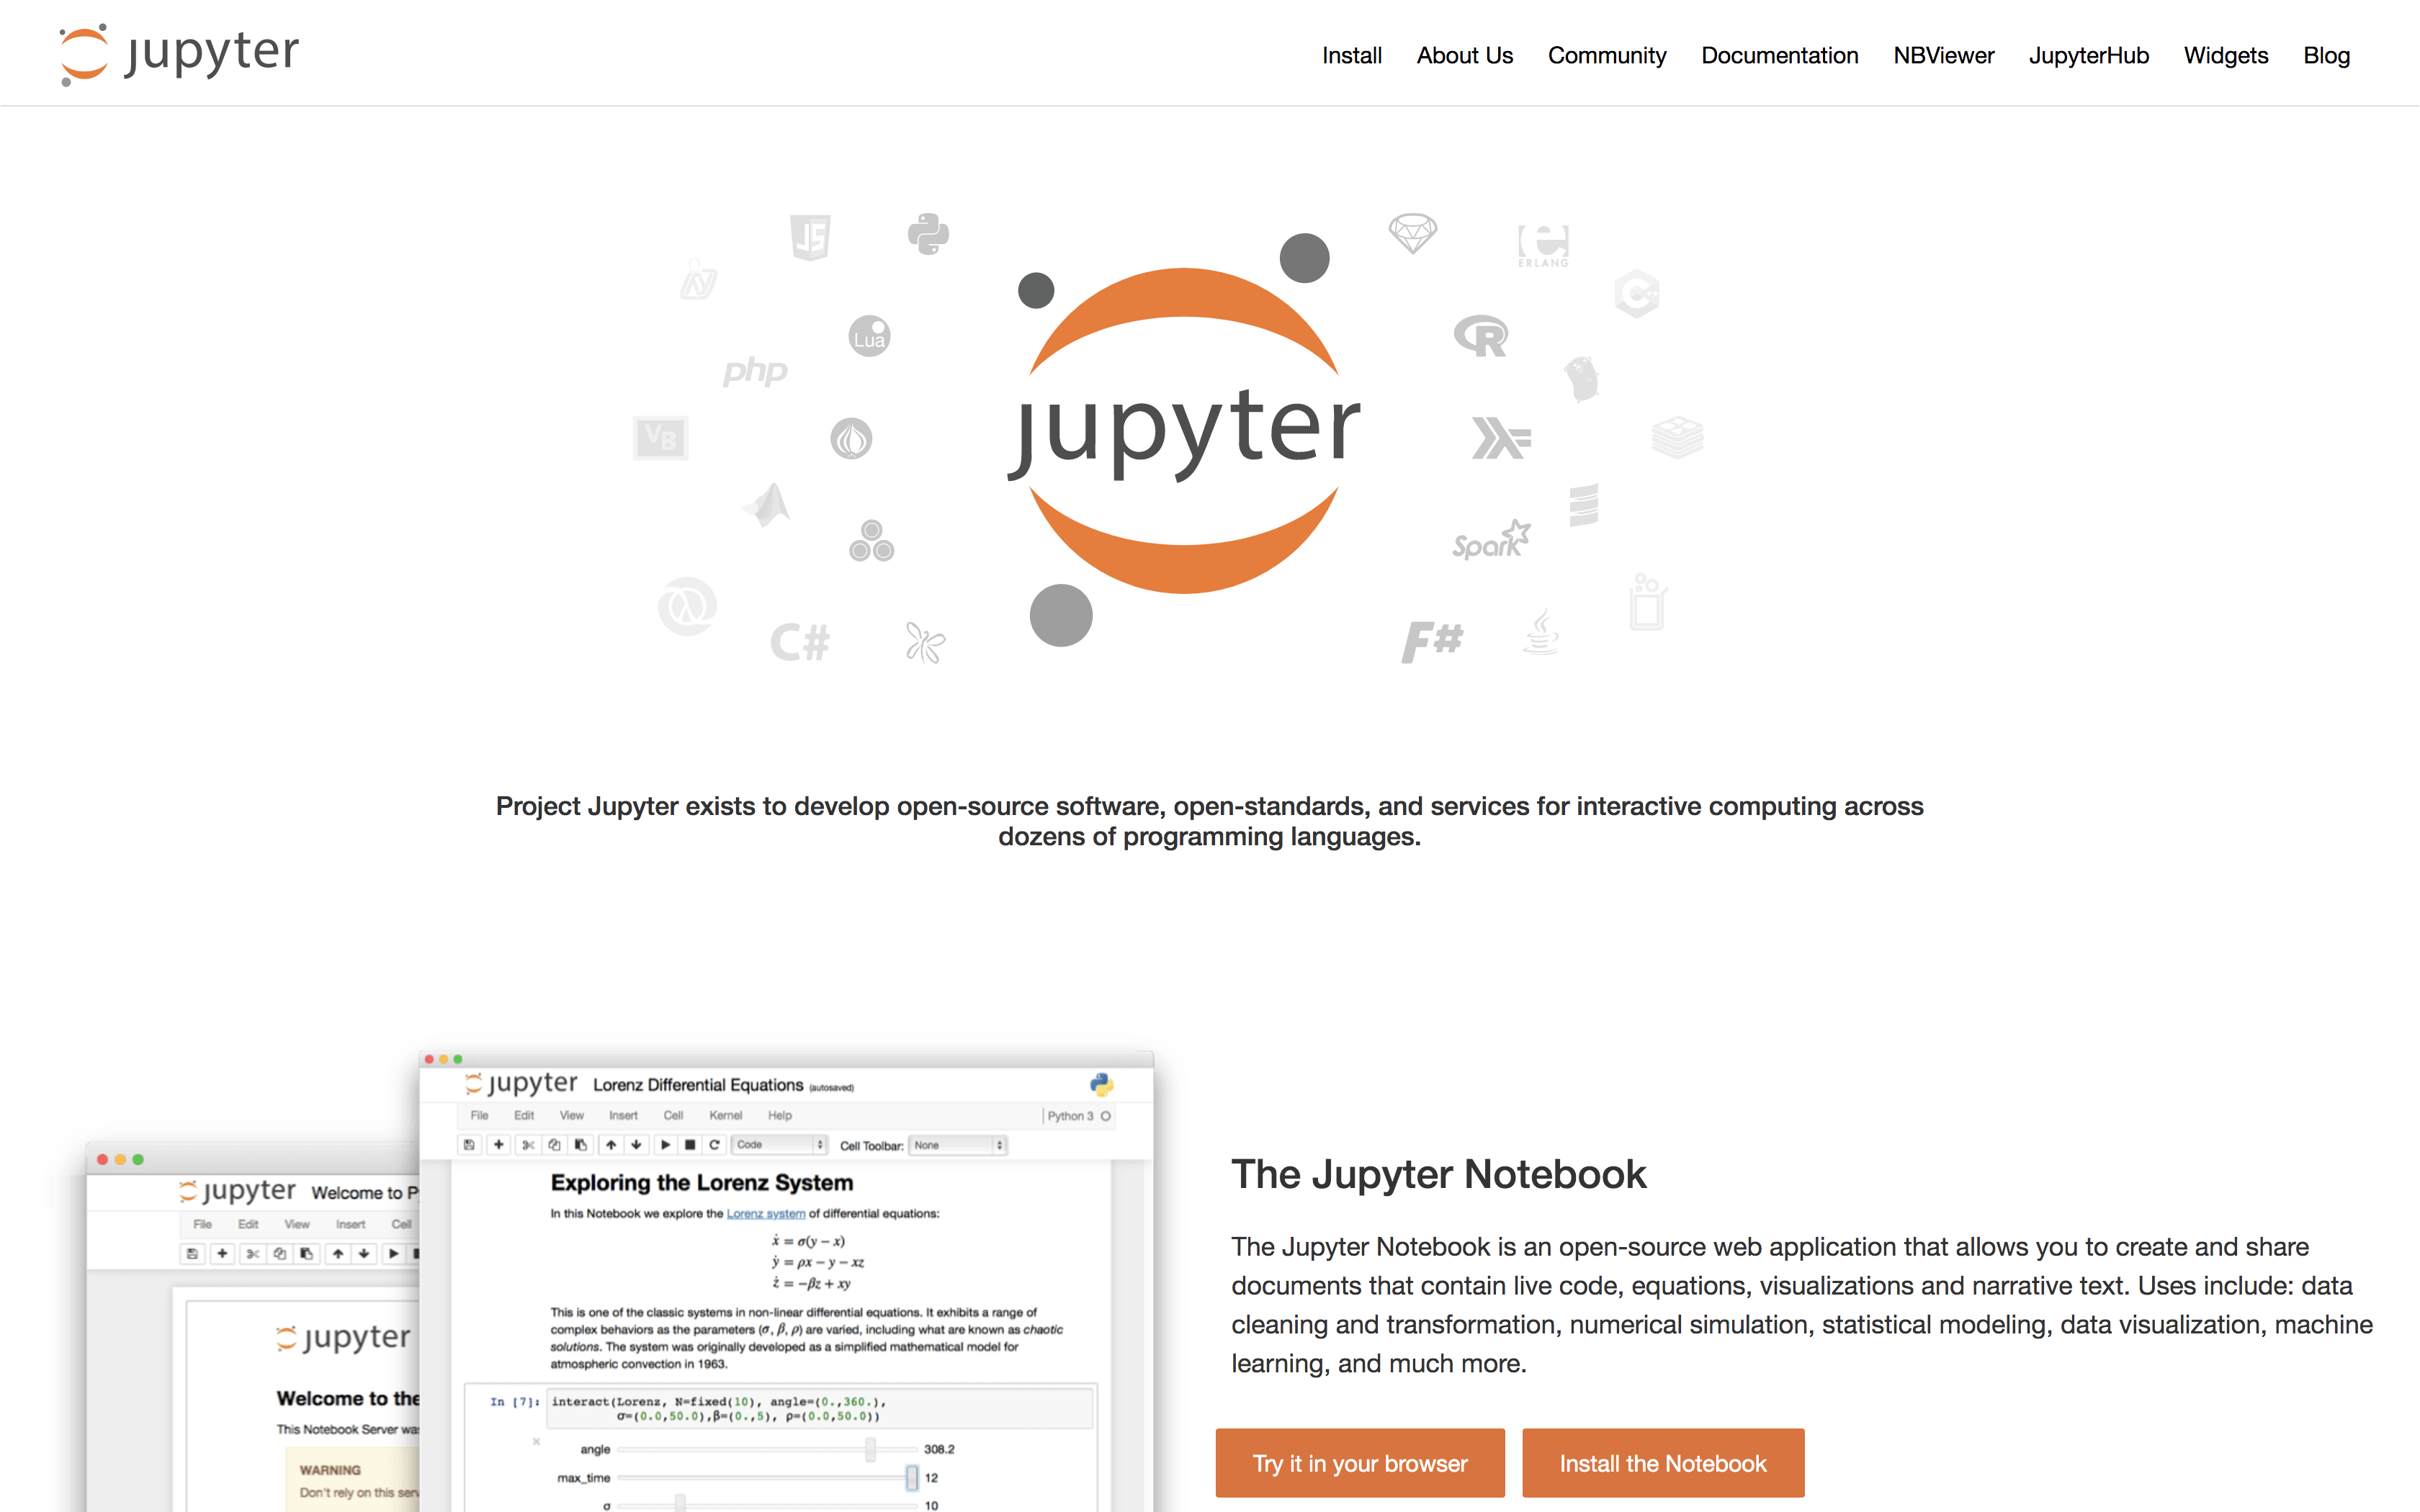 jupyter
Install About Us Community Documentation NBViewer JupyterHub Widgets Blog
JS
ERLANG
C++
Lua
R
php
jupyter
VB
Spark
C#
F#
Project Jupyter exists to develop open-source software, open-standards, and services for interactive computing across
dozens of programming languages.
jupyter Lorenz Differential Equations (autosaved)
File Edit View Insert Cell Kernel Help Python 3
Code Cell Toolbar: None
Exploring the Lorenz System
In this Notebook we explore the Lorenz system of differential equations:
ẋ = σ(y − x)
ẏ = ρx − y − xz
ż = −βz + xy
This is one of the classic systems in non-linear differential equations. It exhibits a range of
complex behaviors as the parameters (σ, β, ρ) are varied, including what are known as chaotic
solutions. The system was originally developed as a simplified mathematical model for
atmospheric convection in 1963.
In [7]: interact(Lorenz, N=fixed(10), angle=(0.,360.),
σ=(0.0,50.0),β=(0.,5), ρ=(0.0,50.0))
angle 308.2
max_time 12
σ 10
jupyter Welcome to P
File Edit View Insert Cell
jupyter
Welcome to the
This Notebook Server was
WARNING
Don't rely on this serv
The Jupyter Notebook
The Jupyter Notebook is an open-source web application that allows you to create and share
documents that contain live code, equations, visualizations and narrative text. Uses include: data
cleaning and transformation, numerical simulation, statistical modeling, data visualization, machine
learning, and much more.
Try it in your browser Install the Notebook